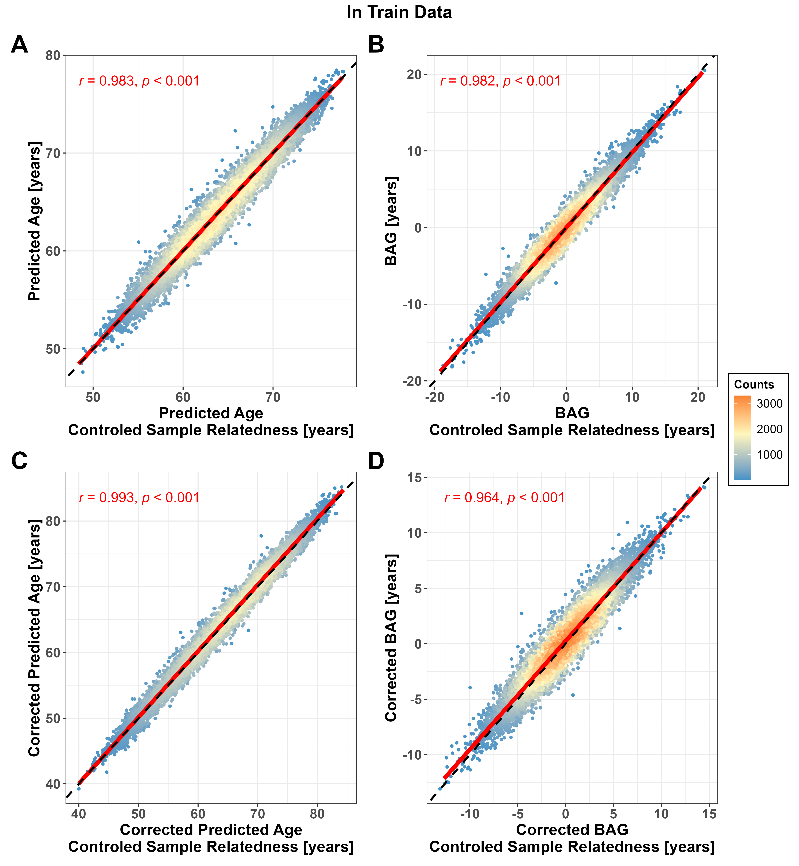 In Train Data
A
r = 0.983, p < 0.001
Predicted Age [years]
80
70
60
50
50
60
70
Predicted Age
Controled Sample Relatedness [years]
B
r = 0.982, p < 0.001
BAG [years]
20
10
0
-10
-20
-20
-10
0
10
20
BAG
Controled Sample Relatedness [years]
Counts
3000
2000
1000
C
r = 0.993, p < 0.001
Corrected Predicted Age [years]
80
70
60
50
40
40
50
60
70
80
Corrected Predicted Age
Controled Sample Relatedness [years]
D
r = 0.964, p < 0.001
Corrected BAG [years]
15
10
5
0
-5
-10
-10
-5
0
5
10
15
Corrected BAG
Controled Sample Relatedness [years]